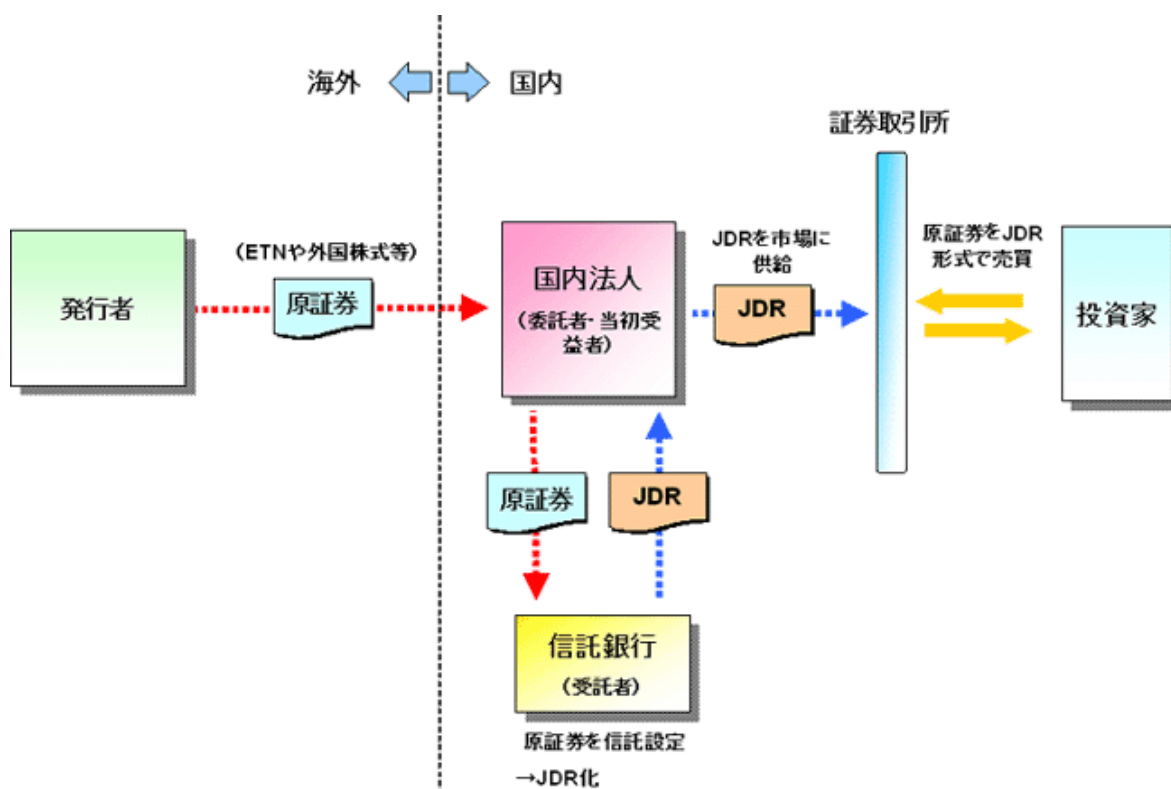 海外
国内
証券取引所
(ETNや外国株式等)
発行者
原証券
国内法人
(委託者・当初受
益者)
JDRを市場に
供給
JDR
原証券をJDR
形式で売買
投資家
原証券
JDR
信託銀行
(受託者)
原証券を信託設定
→JDR化